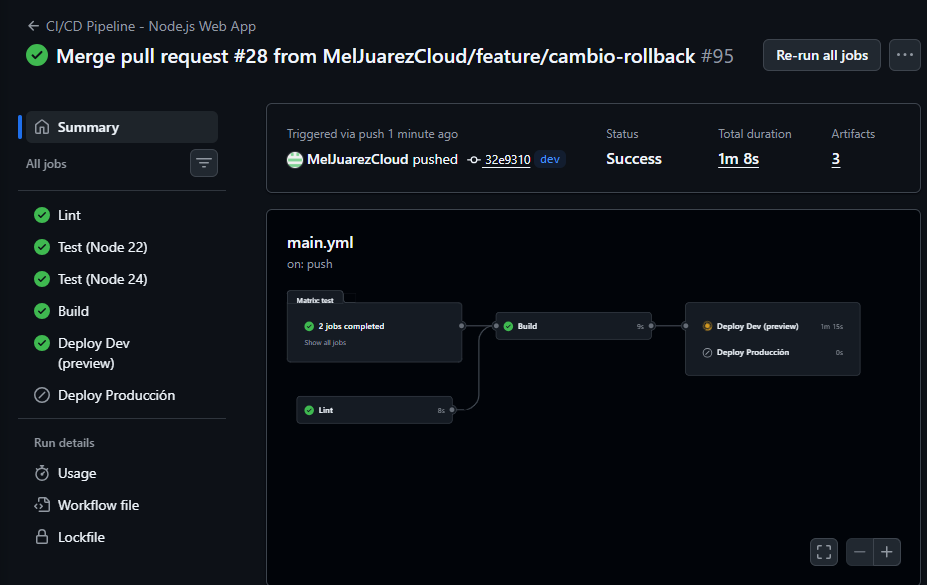 CI/CD Pipeline - Node.js Web App
Merge pull request #28 from MelJuarezCloud/feature/cambio-rollback #95
Re-run all jobs
Summary
All jobs
Lint
Test (Node 22)
Test (Node 24)
Build
Deploy Dev
(preview)
Deploy Producción
Run details
Usage
Workflow file
Lockfile
Triggered via push 1 minute ago
MelJuarezCloud pushed 32e9310 dev
Status
Success
Total duration
1m 8s
Artifacts
3
main.yml
on: push
Matrix: test
2 jobs completed
Show all jobs
Lint 8s
Build 9s
Deploy Dev (preview) 1m 15s
Deploy Producción 0s